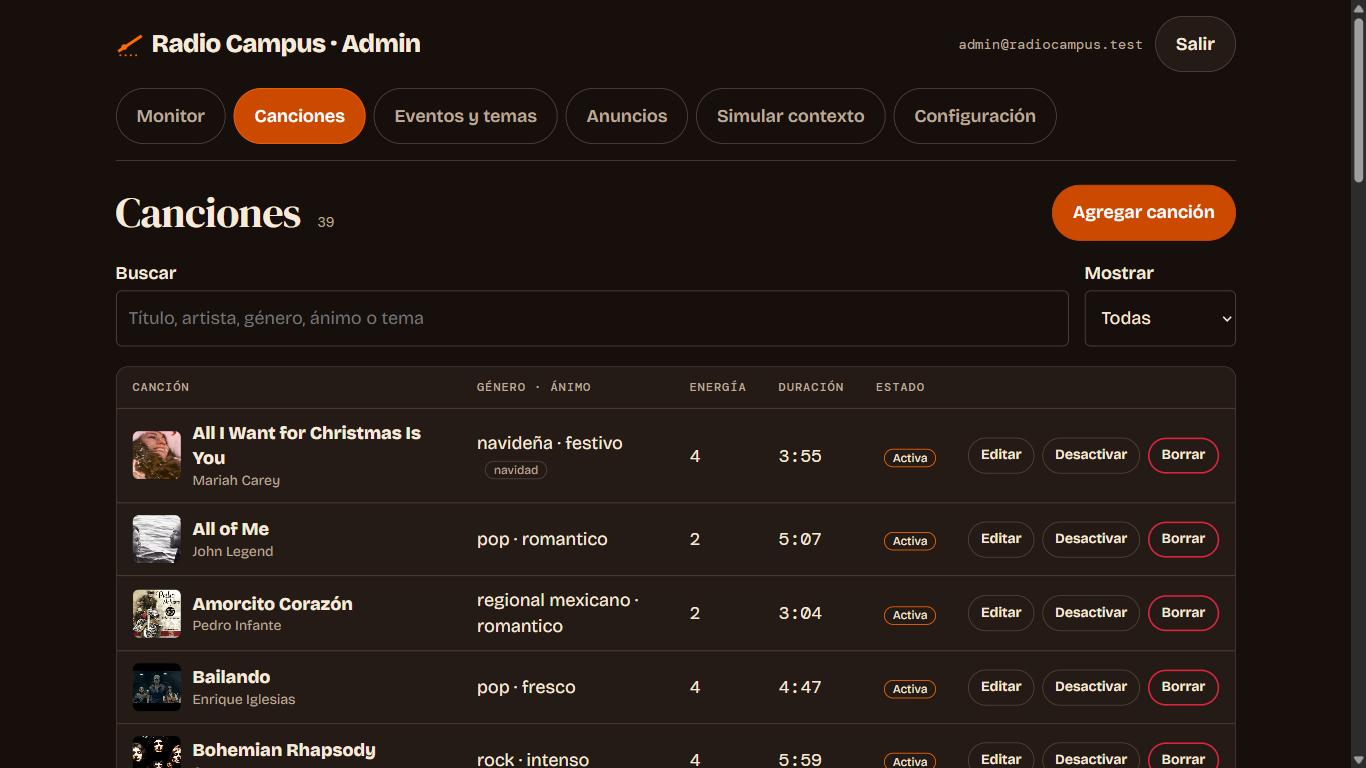 Radio Campus · Admin
admin@radiocampus.test
Salir
Monitor
Canciones
Eventos y temas
Anuncios
Simular contexto
Configuración
Canciones 39
Agregar canción
Buscar
Mostrar
Título, artista, género, ánimo o tema
Todas
CANCIÓN GÉNERO · ÁNIMO ENERGÍA DURACIÓN ESTADO
All I Want for Christmas Is
You
Mariah Carey
navideña · festivo
navidad
4
3:55
Activa
Editar
Desactivar
Borrar
All of Me
John Legend
pop · romantico
2
5:07
Activa
Editar
Desactivar
Borrar
Amorcito Corazón
Pedro Infante
regional mexicano ·
romantico
2
3:04
Activa
Editar
Desactivar
Borrar
Bailando
Enrique Iglesias
pop · fresco
4
4:47
Activa
Editar
Desactivar
Borrar
Bohemian Rhapsody
rock · intenso
4
5:59
Activa
Editar
Desactivar
Borrar